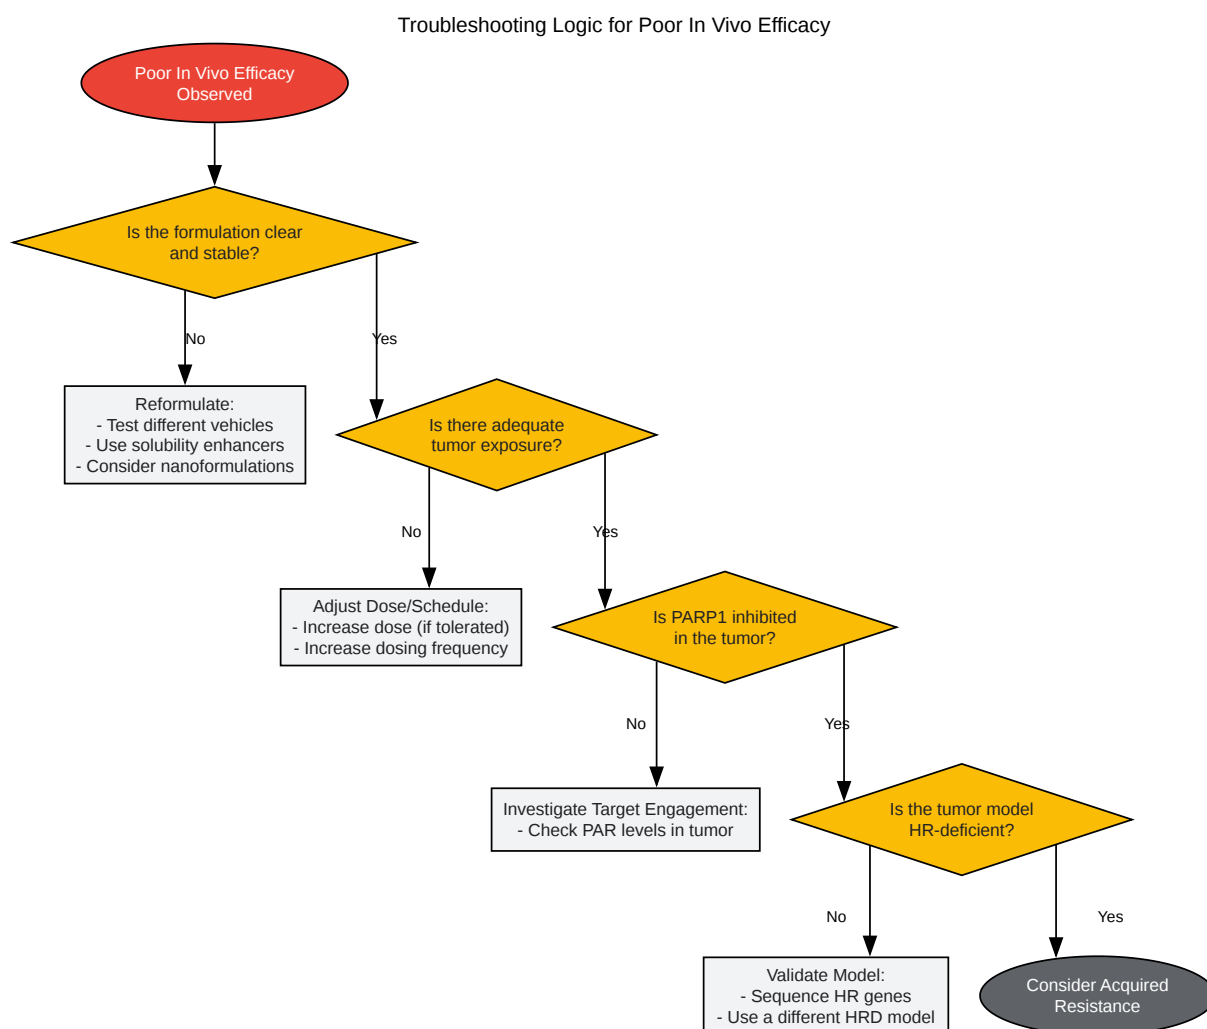 Troubleshooting Logic for Poor In Vivo Efficacy
Poor In Vivo Efficacy
Observed
Is the formulation clear
and stable?
No
Yes
Reformulate:
- Test different vehicles
- Use solubility enhancers
- Consider nanoformulations
Is there adequate
tumor exposure?
No
Yes
Adjust Dose/Schedule:
- Increase dose (if tolerated)
- Increase dosing frequency
Is PARP1 inhibited
in the tumor?
No
Yes
Investigate Target Engagement:
- Check PAR levels in tumor
Is the tumor model
HR-deficient?
No
Yes
Validate Model:
- Sequence HR genes
- Use a different HRD model
Consider Acquired
Resistance